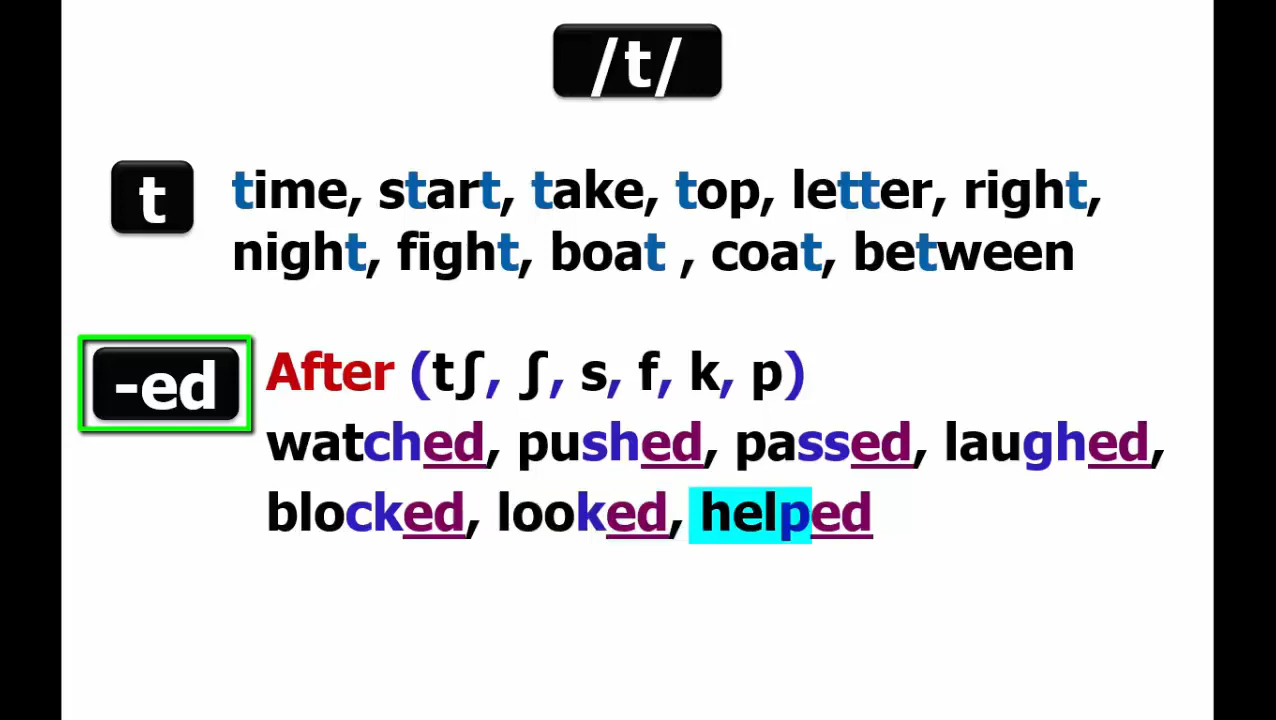 /t/
t
time, start, take, top, letter, right,
night, fight, boat , coat, between
-ed
After (tʃ, ʃ, s, f, k, p)
watched, pushed, passed, laughed,
blocked, looked, helped